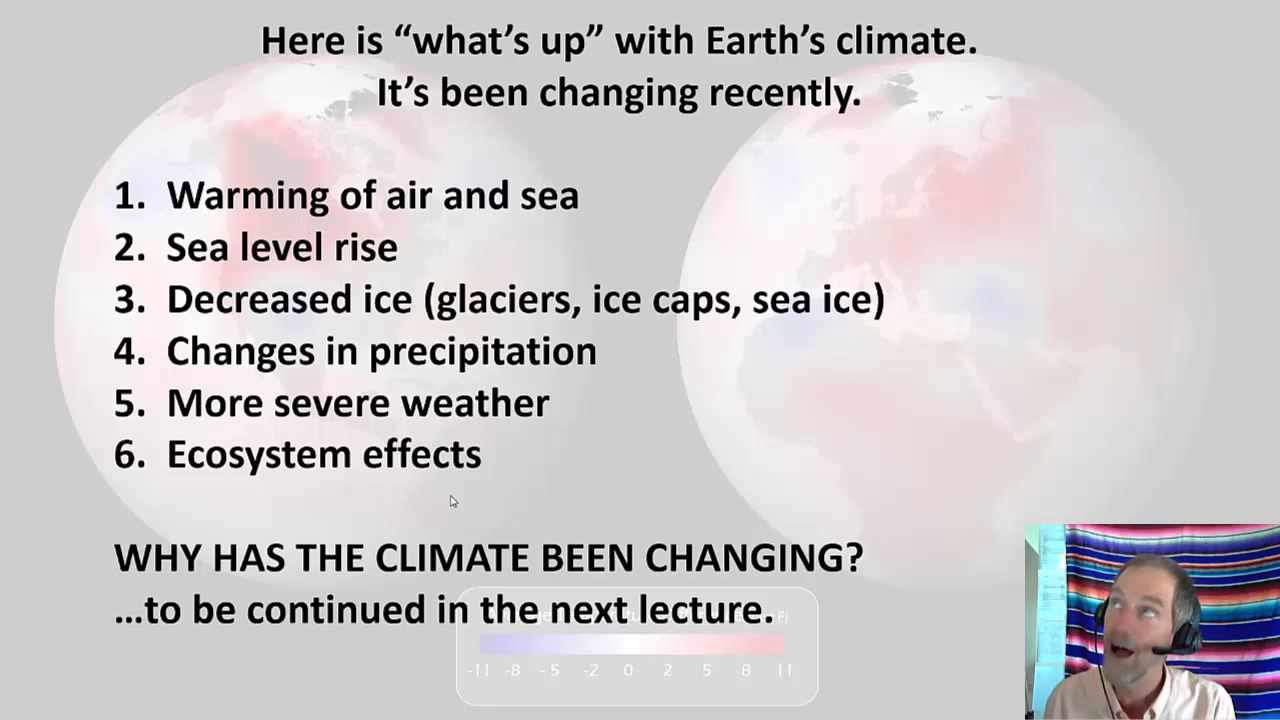 Here is “what’s up” with Earth’s climate.
It’s been changing recently.
1. Warming of air and sea
2. Sea level rise
3. Decreased ice (glaciers, ice caps, sea ice)
4. Changes in precipitation
5. More severe weather
6. Ecosystem effects
WHY HAS THE CLIMATE BEEN CHANGING?
…to be continued in the next lecture.
-11 -8 -5 -2 0 2 5 8 11